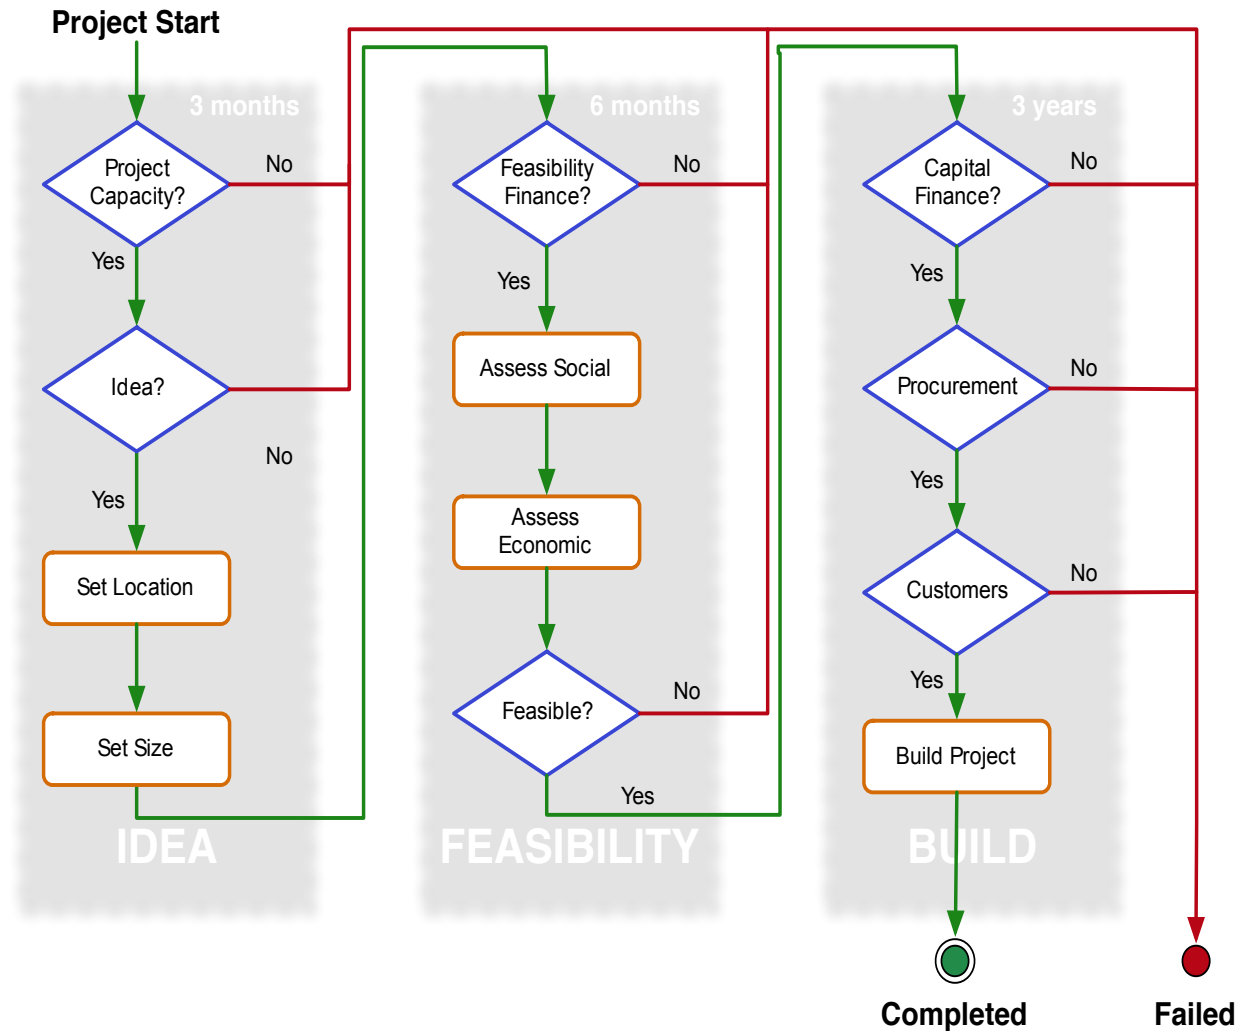 Project Start
3 months
Project
Capacity?
No
Yes
Idea?
No
Yes
Set Location
Set Size
IDEA
6 months
Feasibility
Finance?
No
Yes
Assess Social
Assess
Economic
Feasible?
No
Yes
FEASIBILITY
3 years
Capital
Finance?
No
Yes
Procurement
No
Yes
Customers
No
Yes
Build Project
BUILD
Completed
Failed